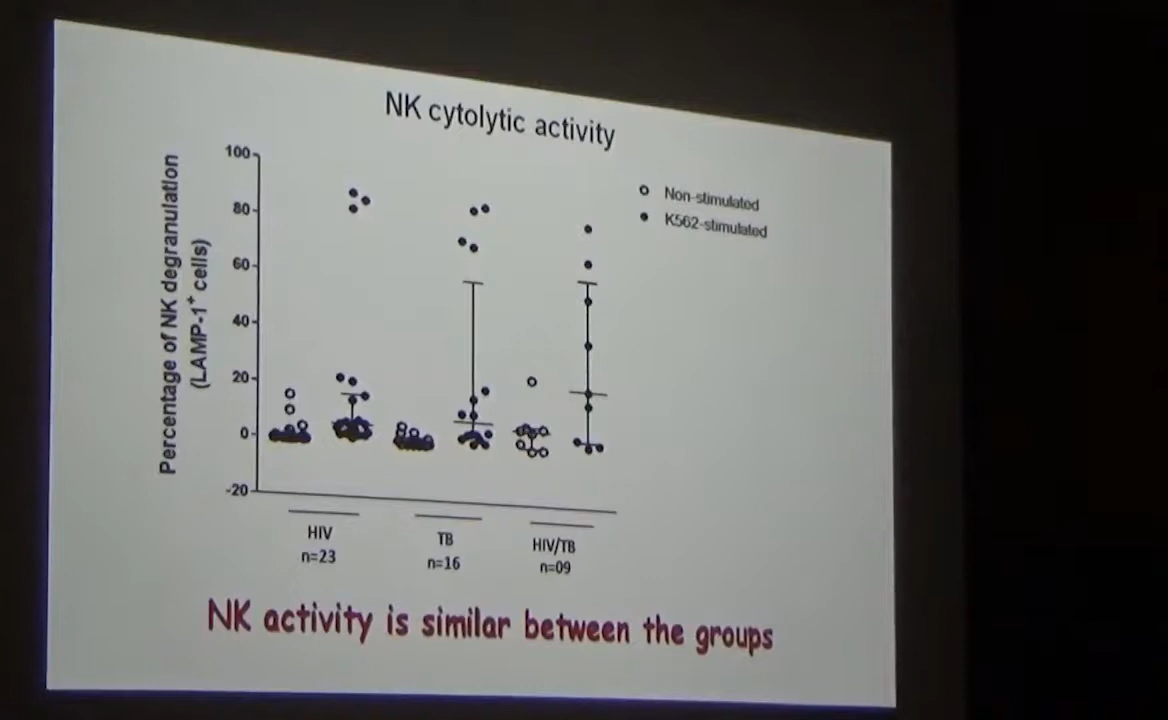 NK cytolytic activity
Percentage of NK degranulation
(LAMP-1⁺ cells)
100
80
60
40
20
0
-20
Non-stimulated
K562-stimulated
HIV
n=23
TB
n=16
HIV/TB
n=09
NK activity is similar between the groups